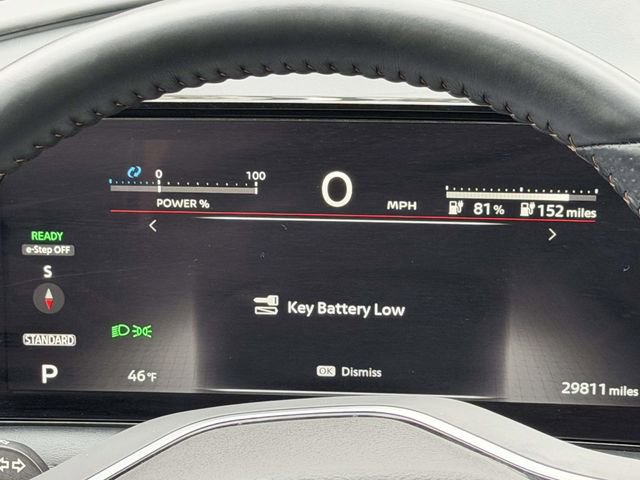 0
100
POWER %
0
MPH
81 %
152 miles
READY
e-Step OFF
S
Key Battery Low
STANDARD
P
46°F
OK Dismiss
29811 miles